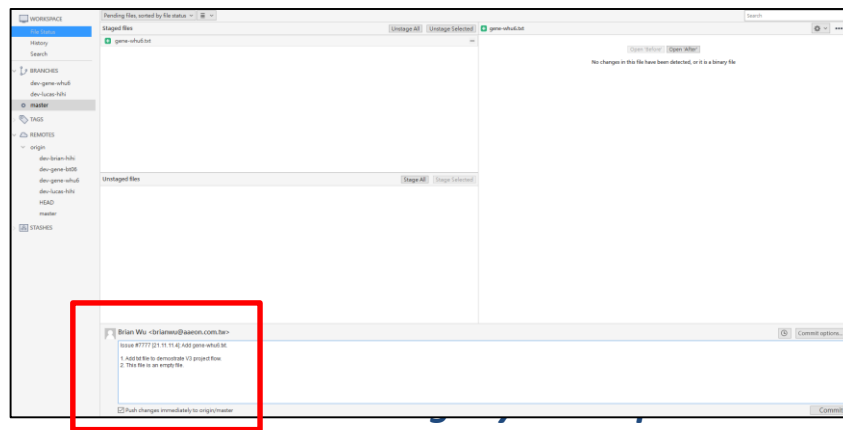 WORKSPACE
File Status
History
Search
BRANCHES
dev-gene-whu6
dev-lucas-hihi
master
TAGS
REMOTES
origin
dev-brian-hihi
dev-gene-bt06
dev-gene-whu6
dev-lucas-hihi
HEAD
master
STASHES
Pending files, sorted by file status
Search
Staged files
Unstage All
Unstage Selected
gene-whu6.txt
Unstaged files
Stage All
Stage Selected
gene-whu6.txt
Open Before
Open After
No changes in this file have been detected, or it is a binary file
Brian Wu <brianwu@aaeon.com.tw>
Commit options...
Issue #7777 [21.11.11.4] Add gene-whu6.txt.
1. Add txt file to demostrate V3 project flow.
2. This file is an empty file.
Push changes immediately to origin/master
Commit